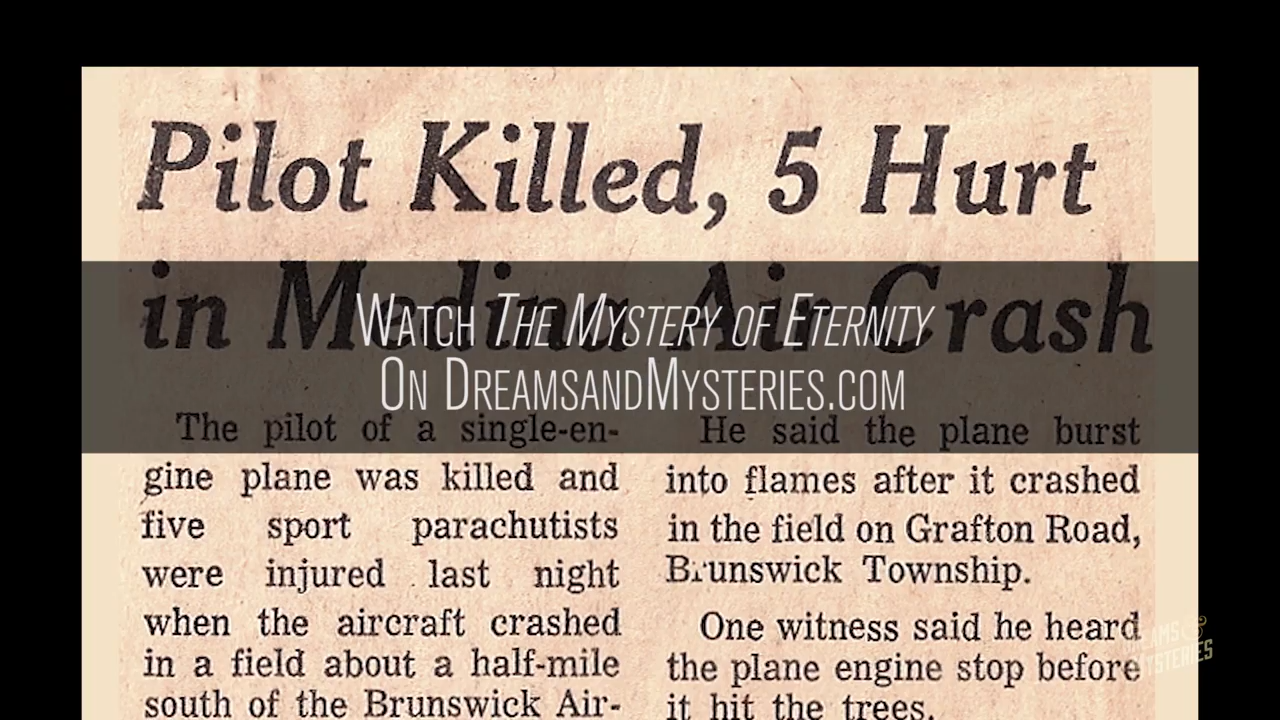 Pilot Killed, 5 Hurt
in Medina Air Crash
WATCH THE MYSTERY OF ETERNITY
ON DREAMSANDMYSTERIES.COM
The pilot of a single-en-
gine plane was killed and
five sport parachutists
were injured last night
when the aircraft crashed
in a field about a half-mile
south of the Brunswick Air-
He said the plane burst
into flames after it crashed
in the field on Grafton Road,
Brunswick Township.
One witness said he heard
the plane engine stop before
it hit the trees.
DREAMS &
MYSTERIES